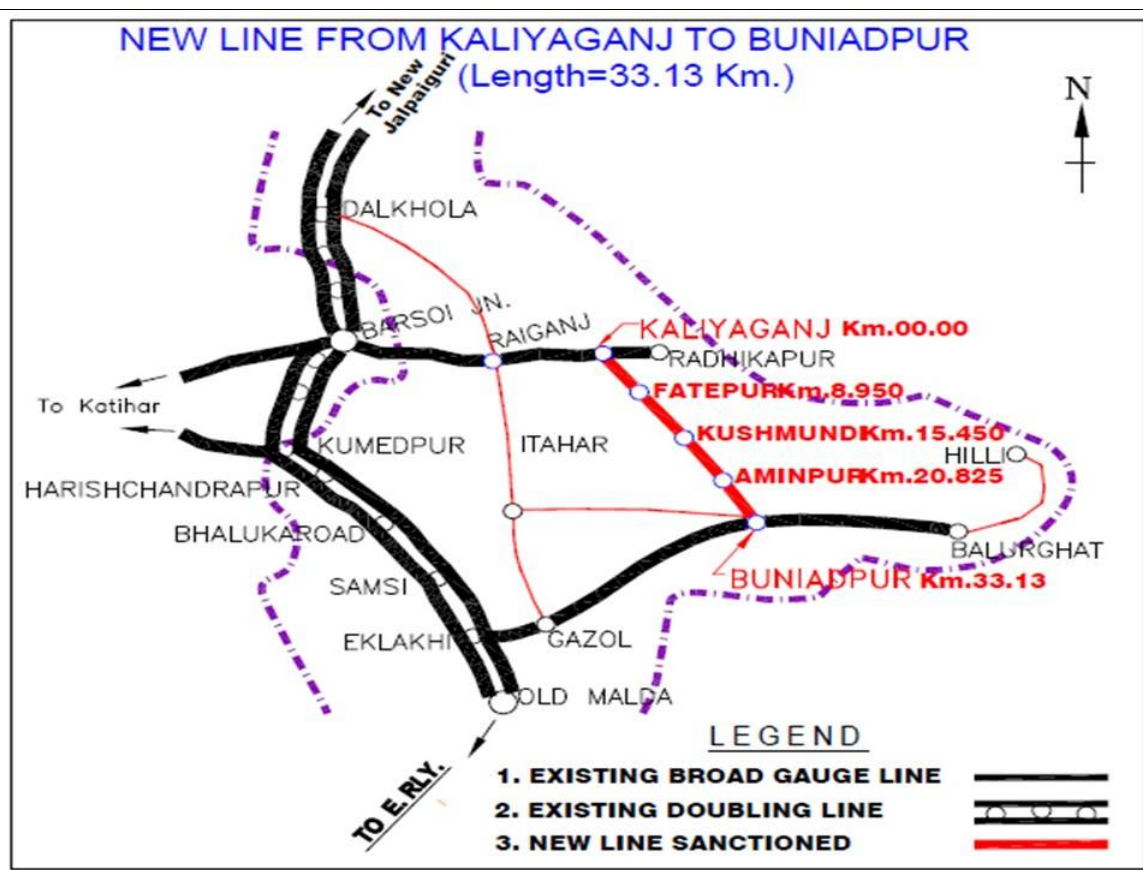 NEW LINE FROM KALIYAGANJ TO BUNIADPUR
(Length=33.13 Km.)
To New
Jalpaiguri
N
DALKHOLA
BARSOI JN.
RAIGANJ
KALIYAGANJ Km.00.00
RADHIKAPUR
To Katihar
FATEPUR Km.8.950
KUSHMUNDI Km.15.450
KUMEDPUR
ITAHAR
HILLI
AMINPUR Km.20.825
HARISHCHANDRAPUR
BHALUKAROAD
BALURGHAT
SAMSI
BUNIADPUR Km.33.13
EKLAKHI
GAZOL
OLD MALDA
TO E. RLY.
LEGEND
1. EXISTING BROAD GAUGE LINE
2. EXISTING DOUBLING LINE
3. NEW LINE SANCTIONED